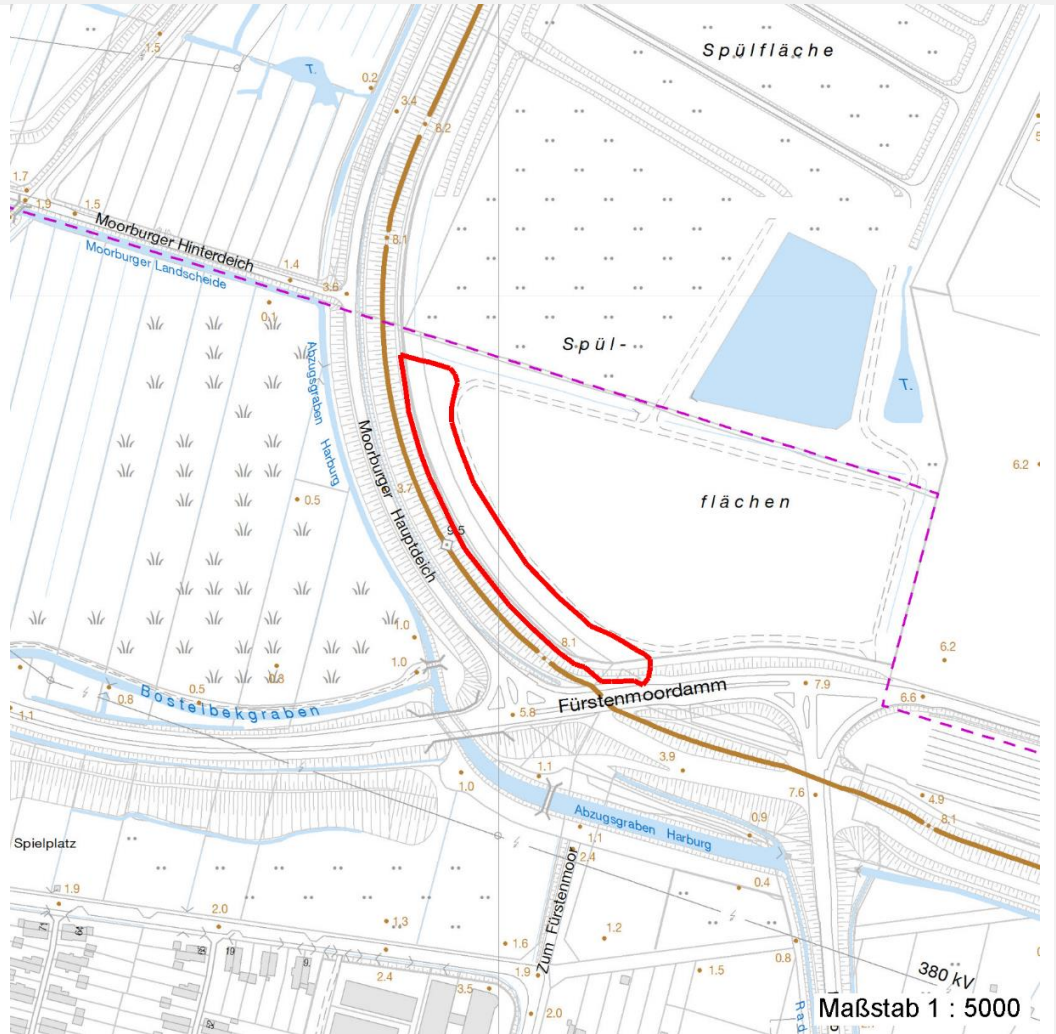 Spülfläche
1.5
T.
0.2
3.4
8.2
1.7
1.9
1.5
Moorburger Hinterdeich
Moorburger Landscheide
8.1
1.4
3.6
0.1
Spül-
T.
Abzugsgraben Harburg
Moorburger Hauptdeich
3.7
0.5
9.5
flächen
6.2
1.0
1.0
8.1
6.2
0.8
0.5
0.8
Bostelbekgraben
1.1
5.8
Fürstenmoordamm
7.9
6.6
3.9
1.0
1.1
7.6
4.9
8.1
0.9
Abzugsgraben Harburg
1.1
2.4
Spielplatz
Zum Fürstenmoor
0.4
1.9
2.0
1.3
1.6
1.2
0.8
1.5
71
64
19
2.4
3.5
1.9
2.0
380 kV
Rad
Maßstab 1 : 5000